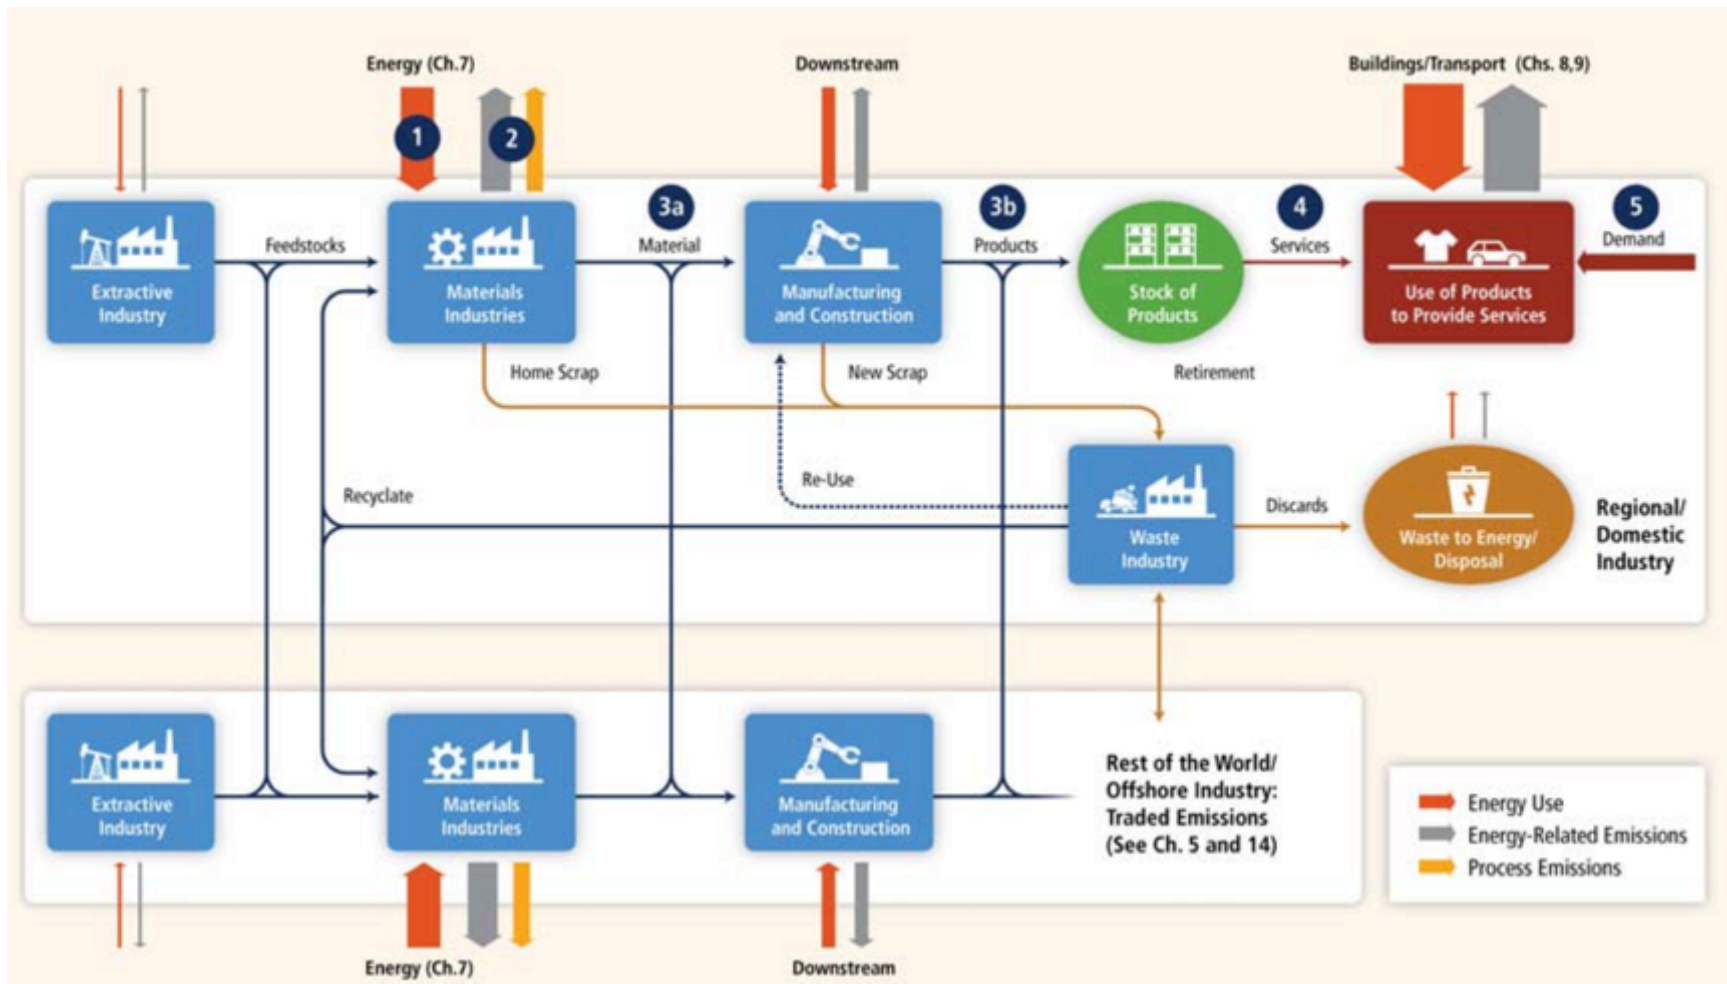 Energy (Ch.7)
Downstream
Buildings/Transport (Chs. 8,9)
1
2
3a
3b
4
5
Feedstocks
Material
Products
Services
Demand
Extractive
Industry
Materials
Industries
Manufacturing
and Construction
Stock of
Products
Use of Products
to Provide Services
Home Scrap
New Scrap
Retirement
Re-Use
Recyclate
Discards
Waste
Industry
Waste to Energy/
Disposal
Regional/
Domestic
Industry
Extractive
Industry
Materials
Industries
Manufacturing
and Construction
Rest of the World/
Offshore Industry:
Traded Emissions
(See Ch. 5 and 14)
Energy Use
Energy-Related Emissions
Process Emissions
Energy (Ch.7)
Downstream